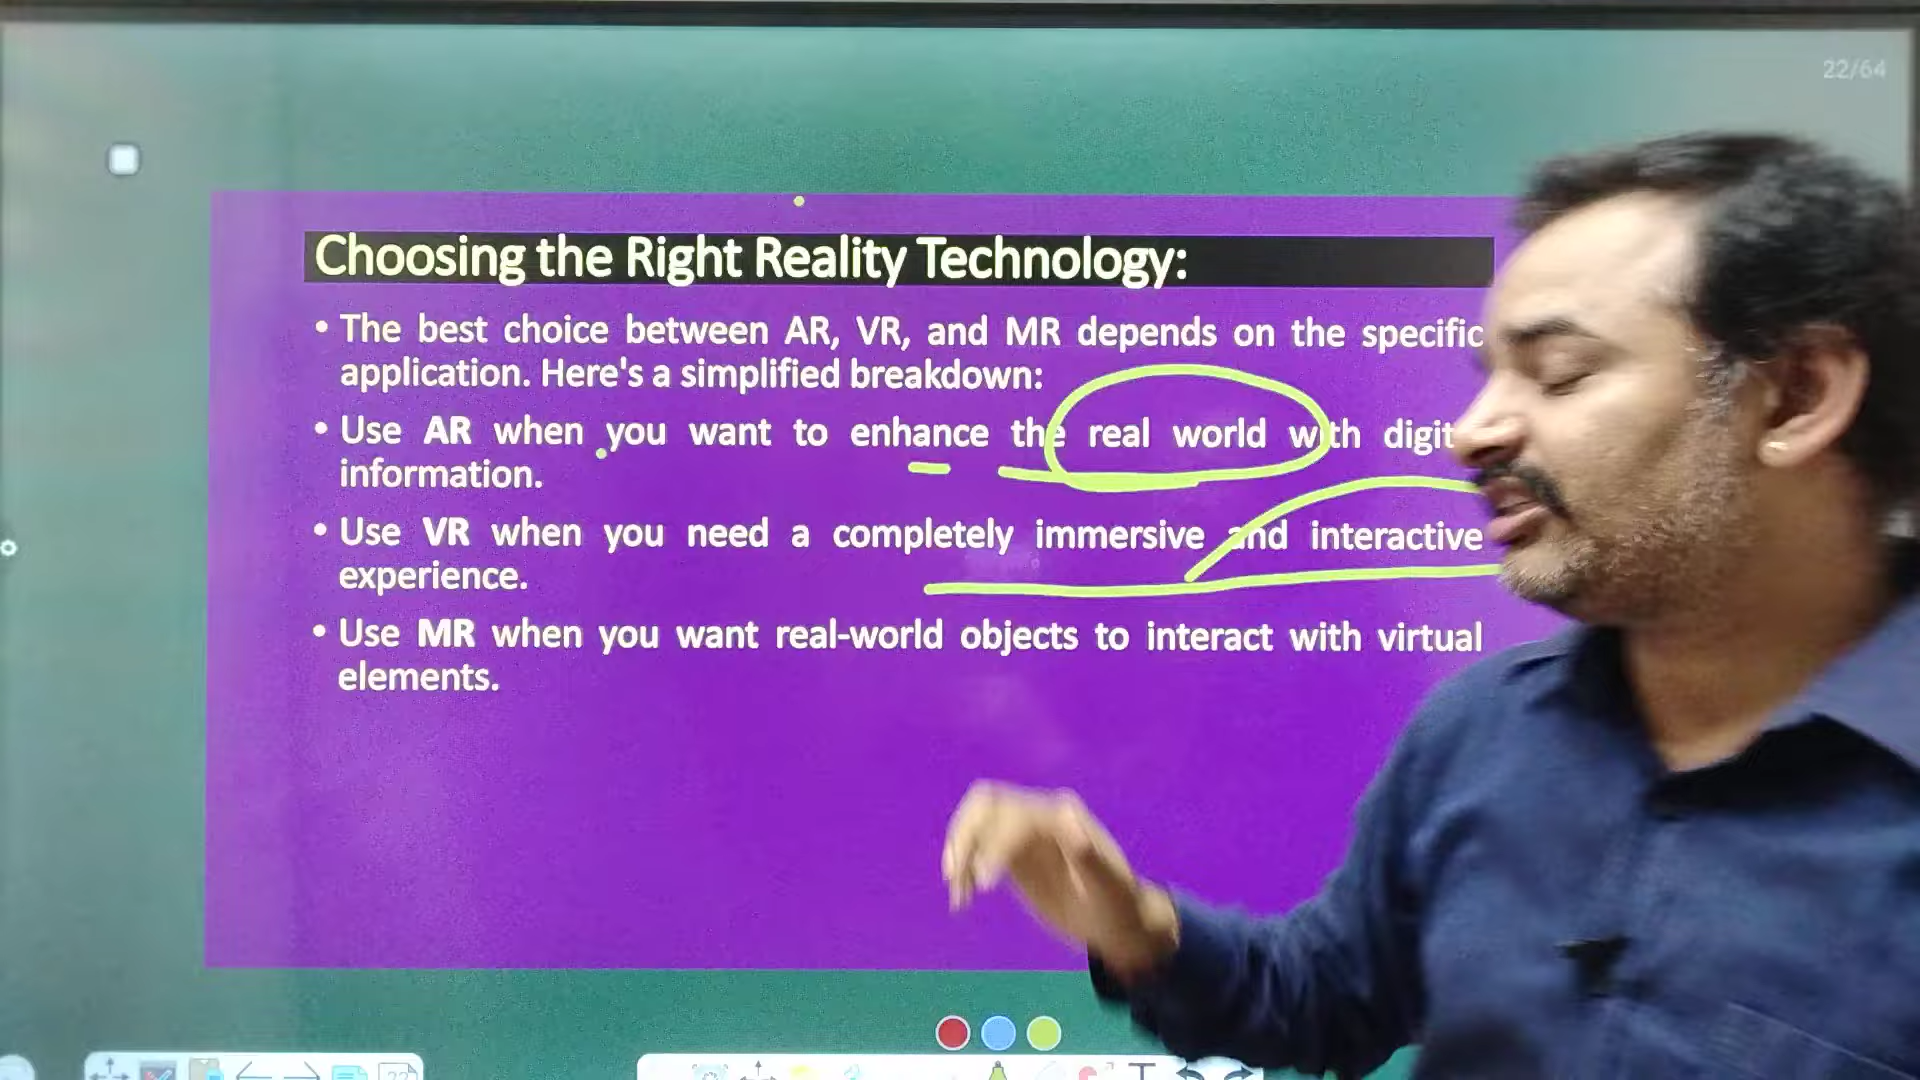 22/64
Choosing the Right Reality Technology:
• The best choice between AR, VR, and MR depends on the specific
application. Here's a simplified breakdown:
• Use AR when you want to enhance the real world with
information.
• Use VR when you need a completely immersive and interactive
experience.
• Use MR when you want real-world objects to interact with virtual
elements.